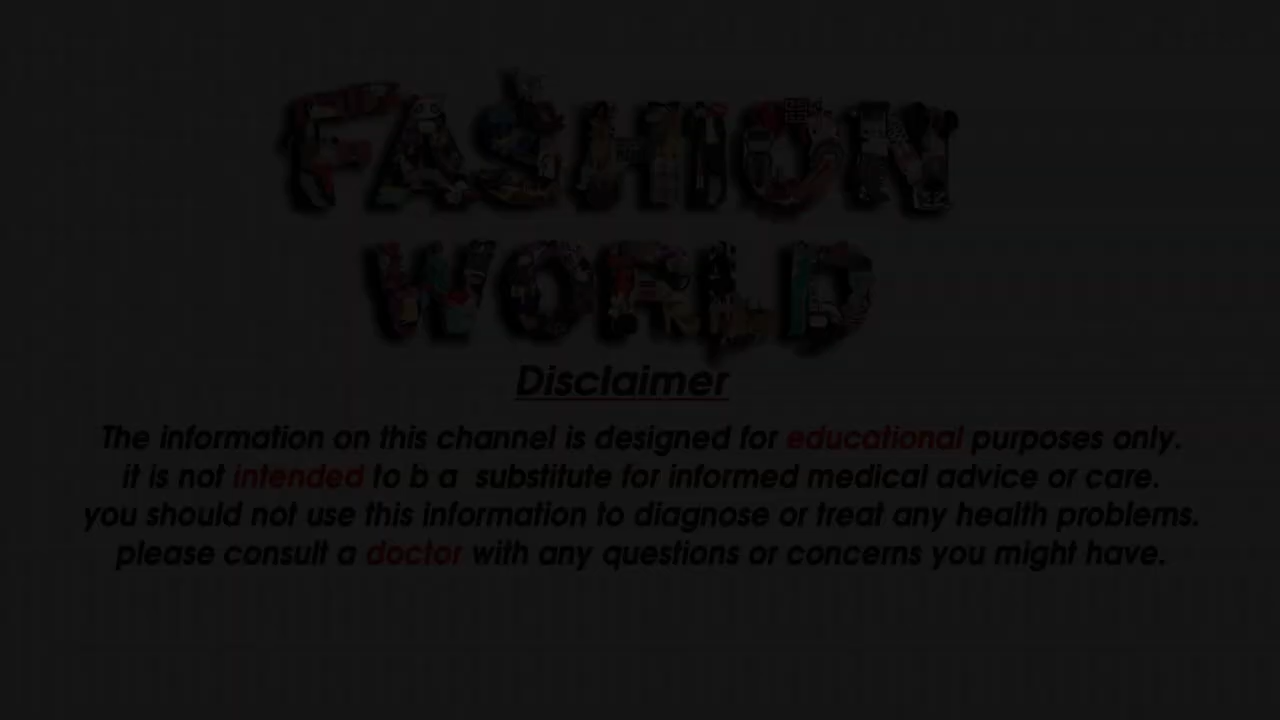 FASHION
WORLD
Disclaimer
The information on this channel is designed for educational purposes only.
it is not intended to b a substitute for informed medical advice or care.
you should not use this information to diagnose or treat any health problems.
please consult a doctor with any questions or concerns you might have.